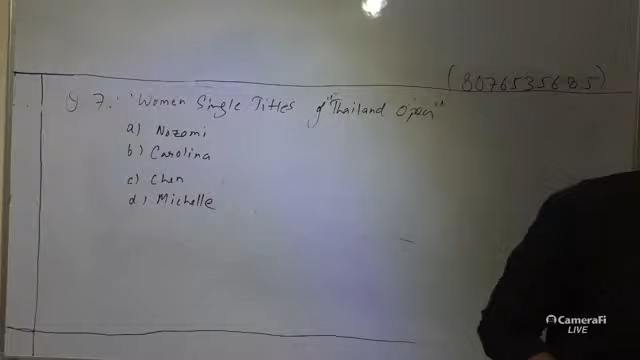 (8076535685)
Q 7. "Women Single Titles of "Thailand Open"
a) Nozomi
b) Carolina
c) Chen
d) Michelle
CameraFi
LIVE